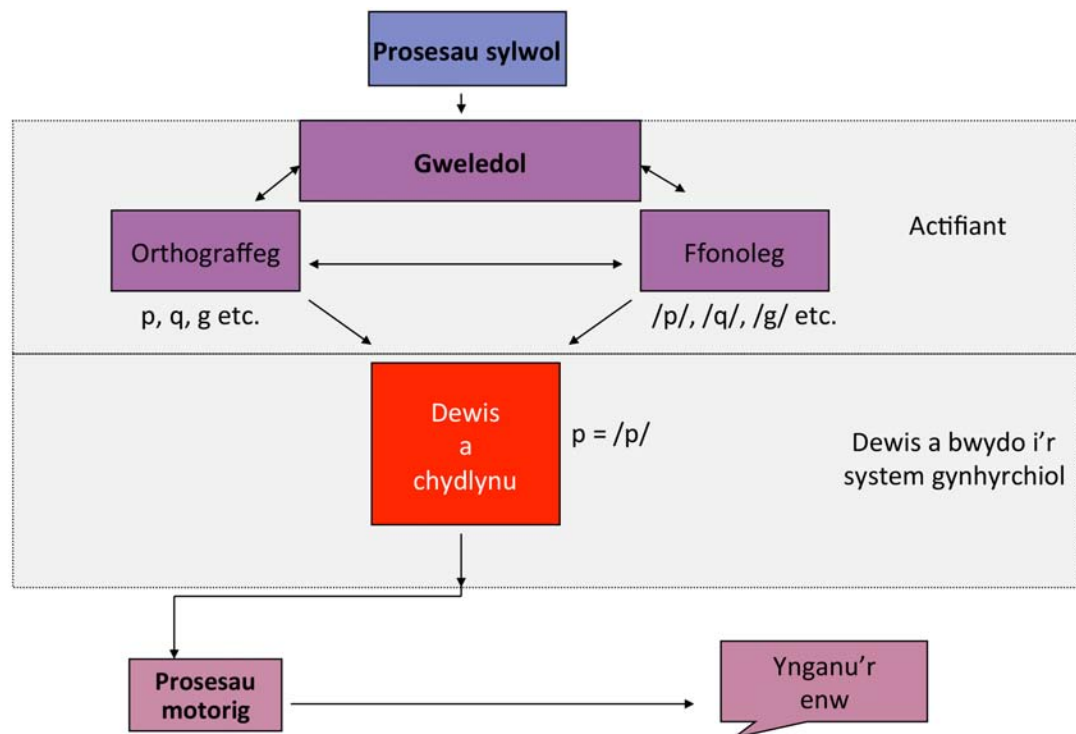 Prosesau sylwol
Gweledol
Orthograffeg
Ffonoleg
Actifiant
p, q, g etc.
/p/, /q/, /g/ etc.
Dewis
a
chydlynu
p = /p/
Dewis a bwydo i'r
system gynhyrchiol
Prosesau
motorig
Ynganu'r
enw